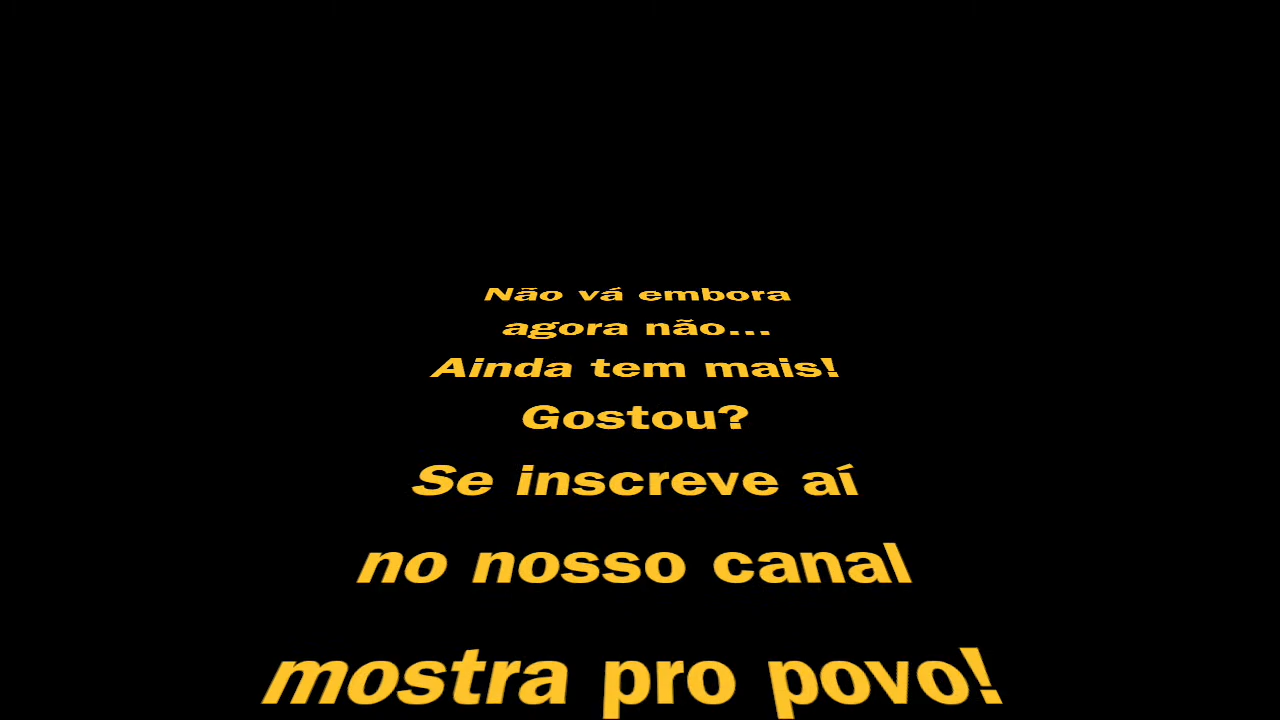 Não vá embora
agora não...
Ainda tem mais!
Gostou?
Se inscreve aí
no nosso canal
mostra pro povo!